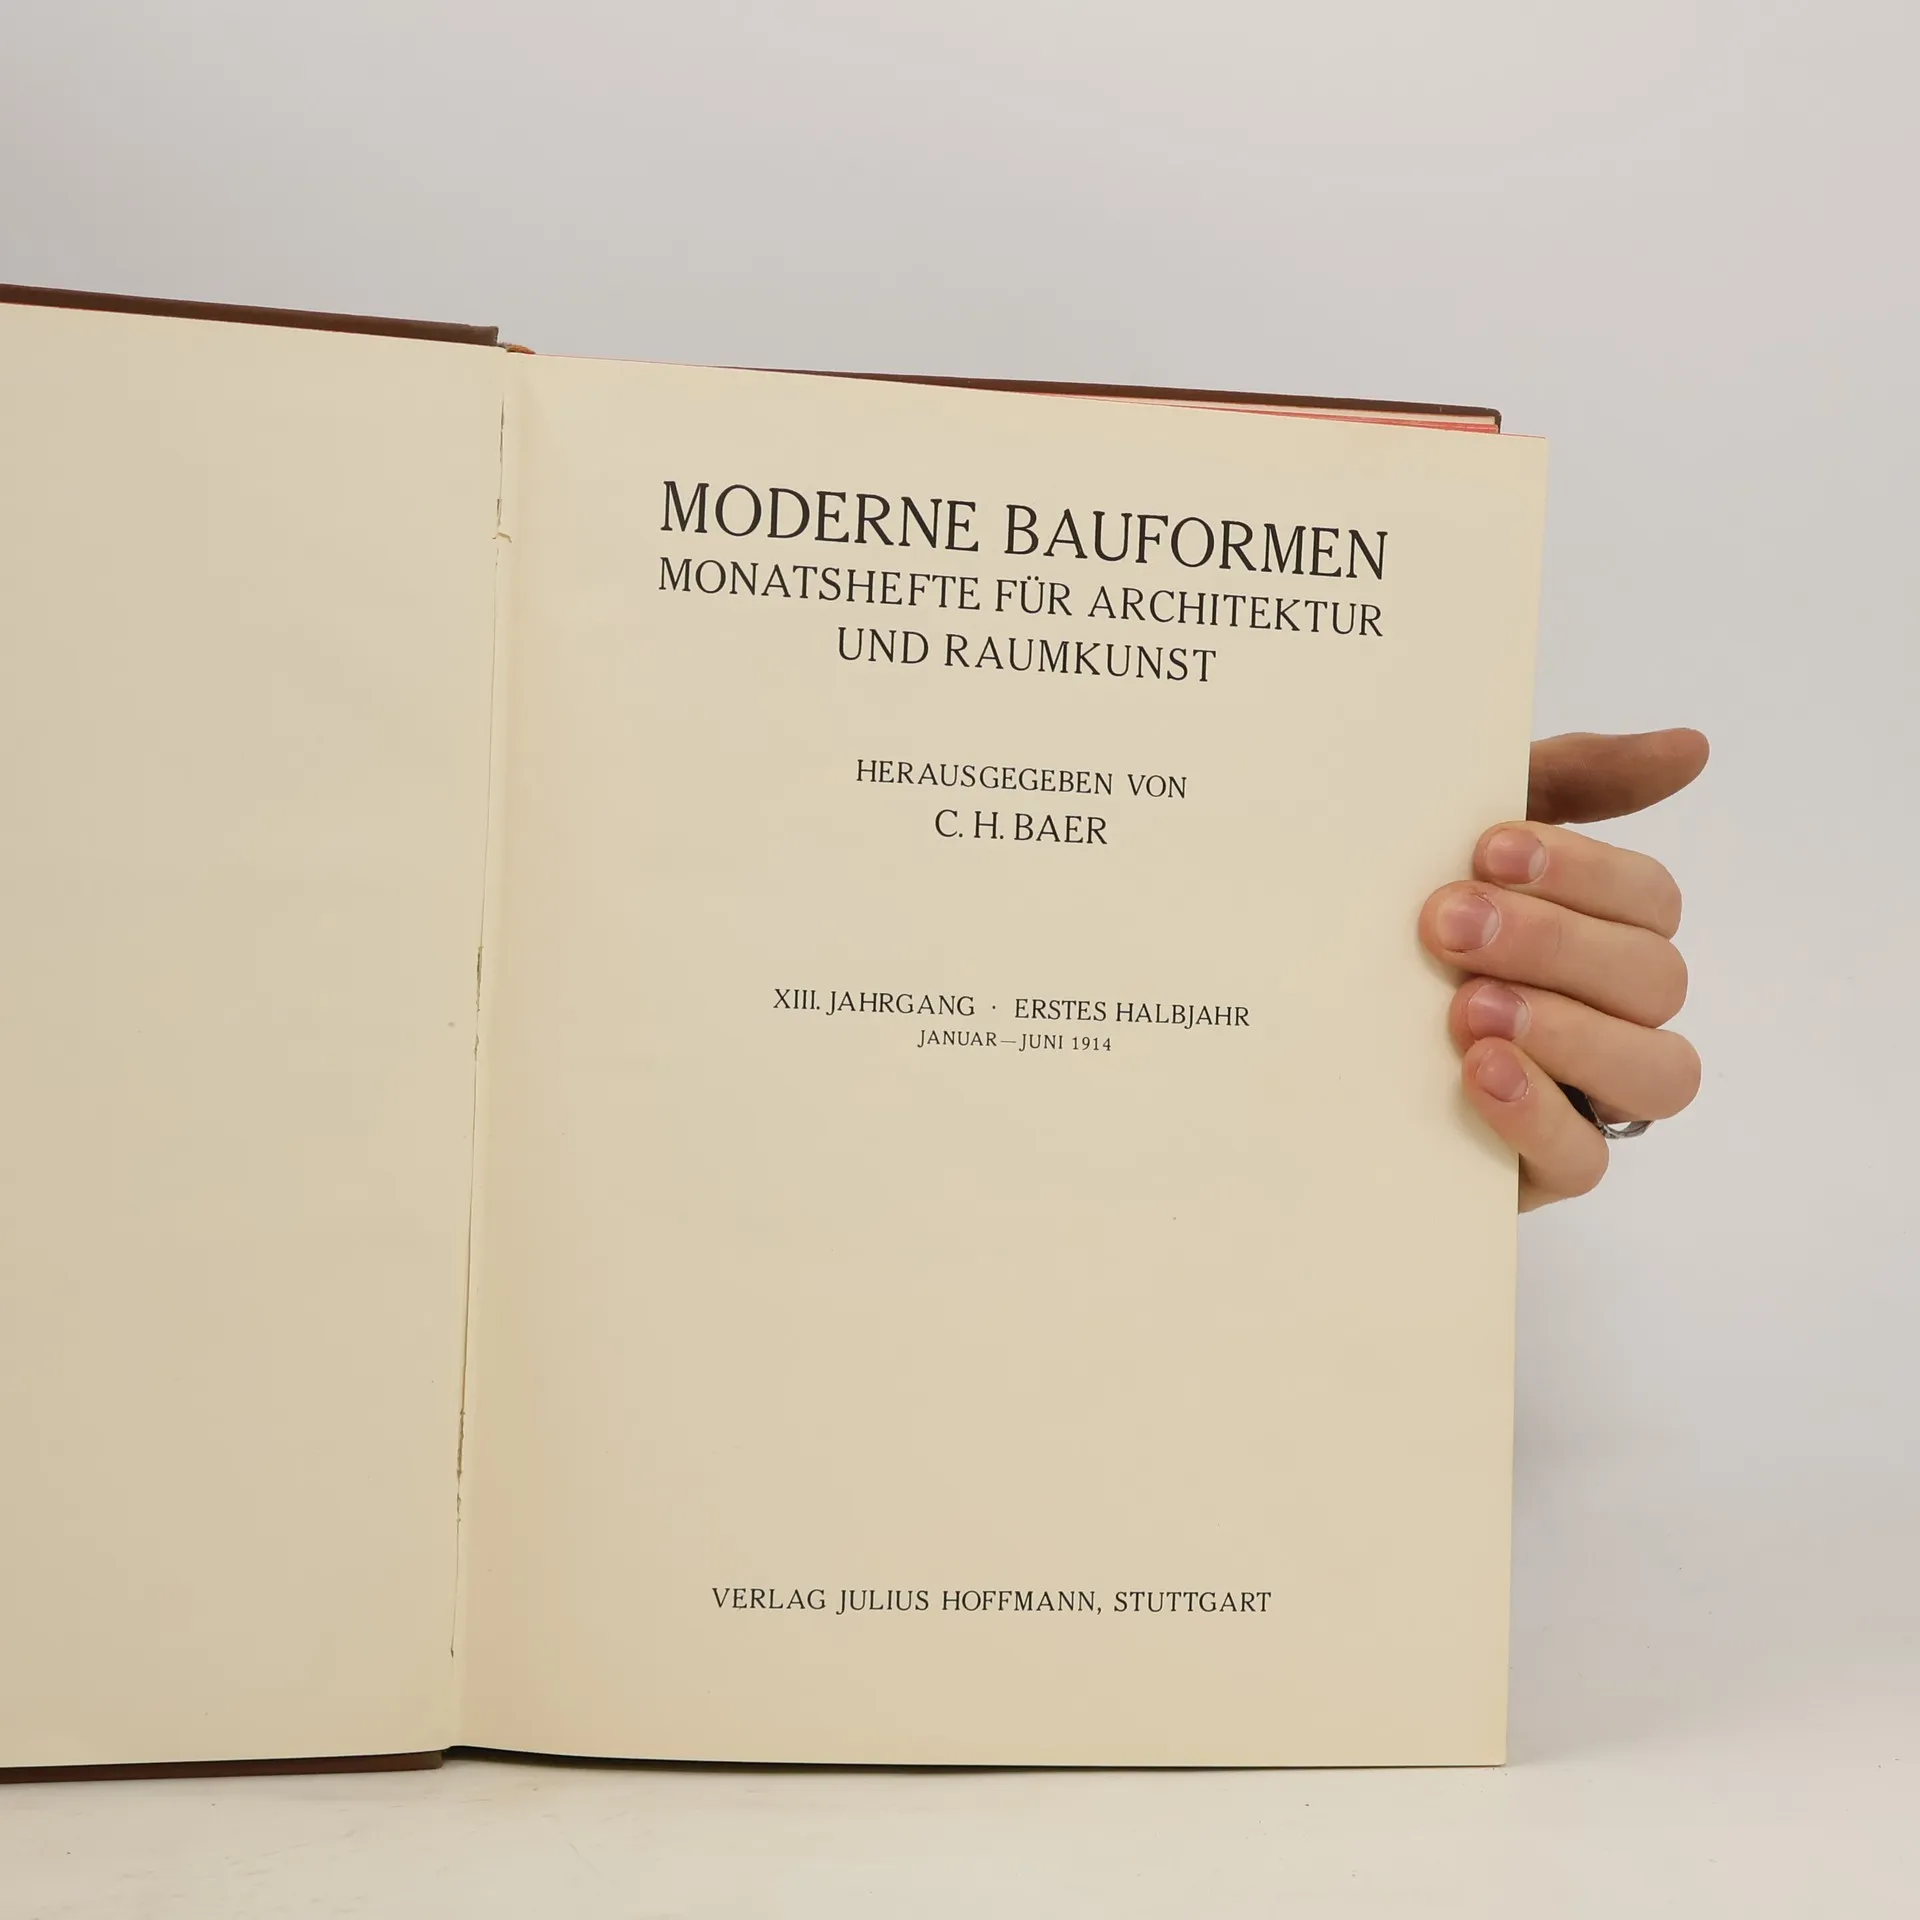 MODERNE BAUFORMEN
MONATSHEFTE FÜR ARCHITEKTUR
UND RAUMKUNST
HERAUSGEGEBEN VON
C. H. BAER
XIII. JAHRGANG · ERSTES HALBJAHR
JANUAR—JUNI 1914
VERLAG JULIUS HOFFMANN, STUTTGART